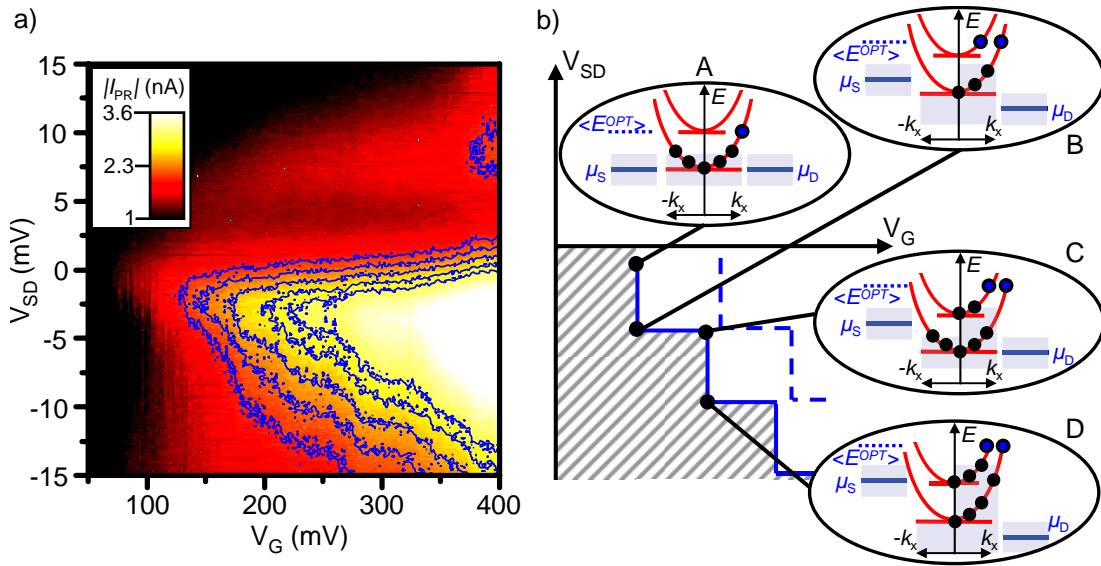 a)
|I_PR| (nA)
3.6
2.3
1
15
10
5
0
-5
-10
-15
V_SD (mV)
100
200
300
400
V_G (mV)
b)
V_SD
V_G
A
E
<E^OPT>
μ_S
μ_D
-k_x
k_x
B
E
<E^OPT>
μ_S
μ_D
-k_x
k_x
C
E
<E^OPT>
μ_S
μ_D
-k_x
k_x
D
E
<E^OPT>
μ_S
μ_D
-k_x
k_x